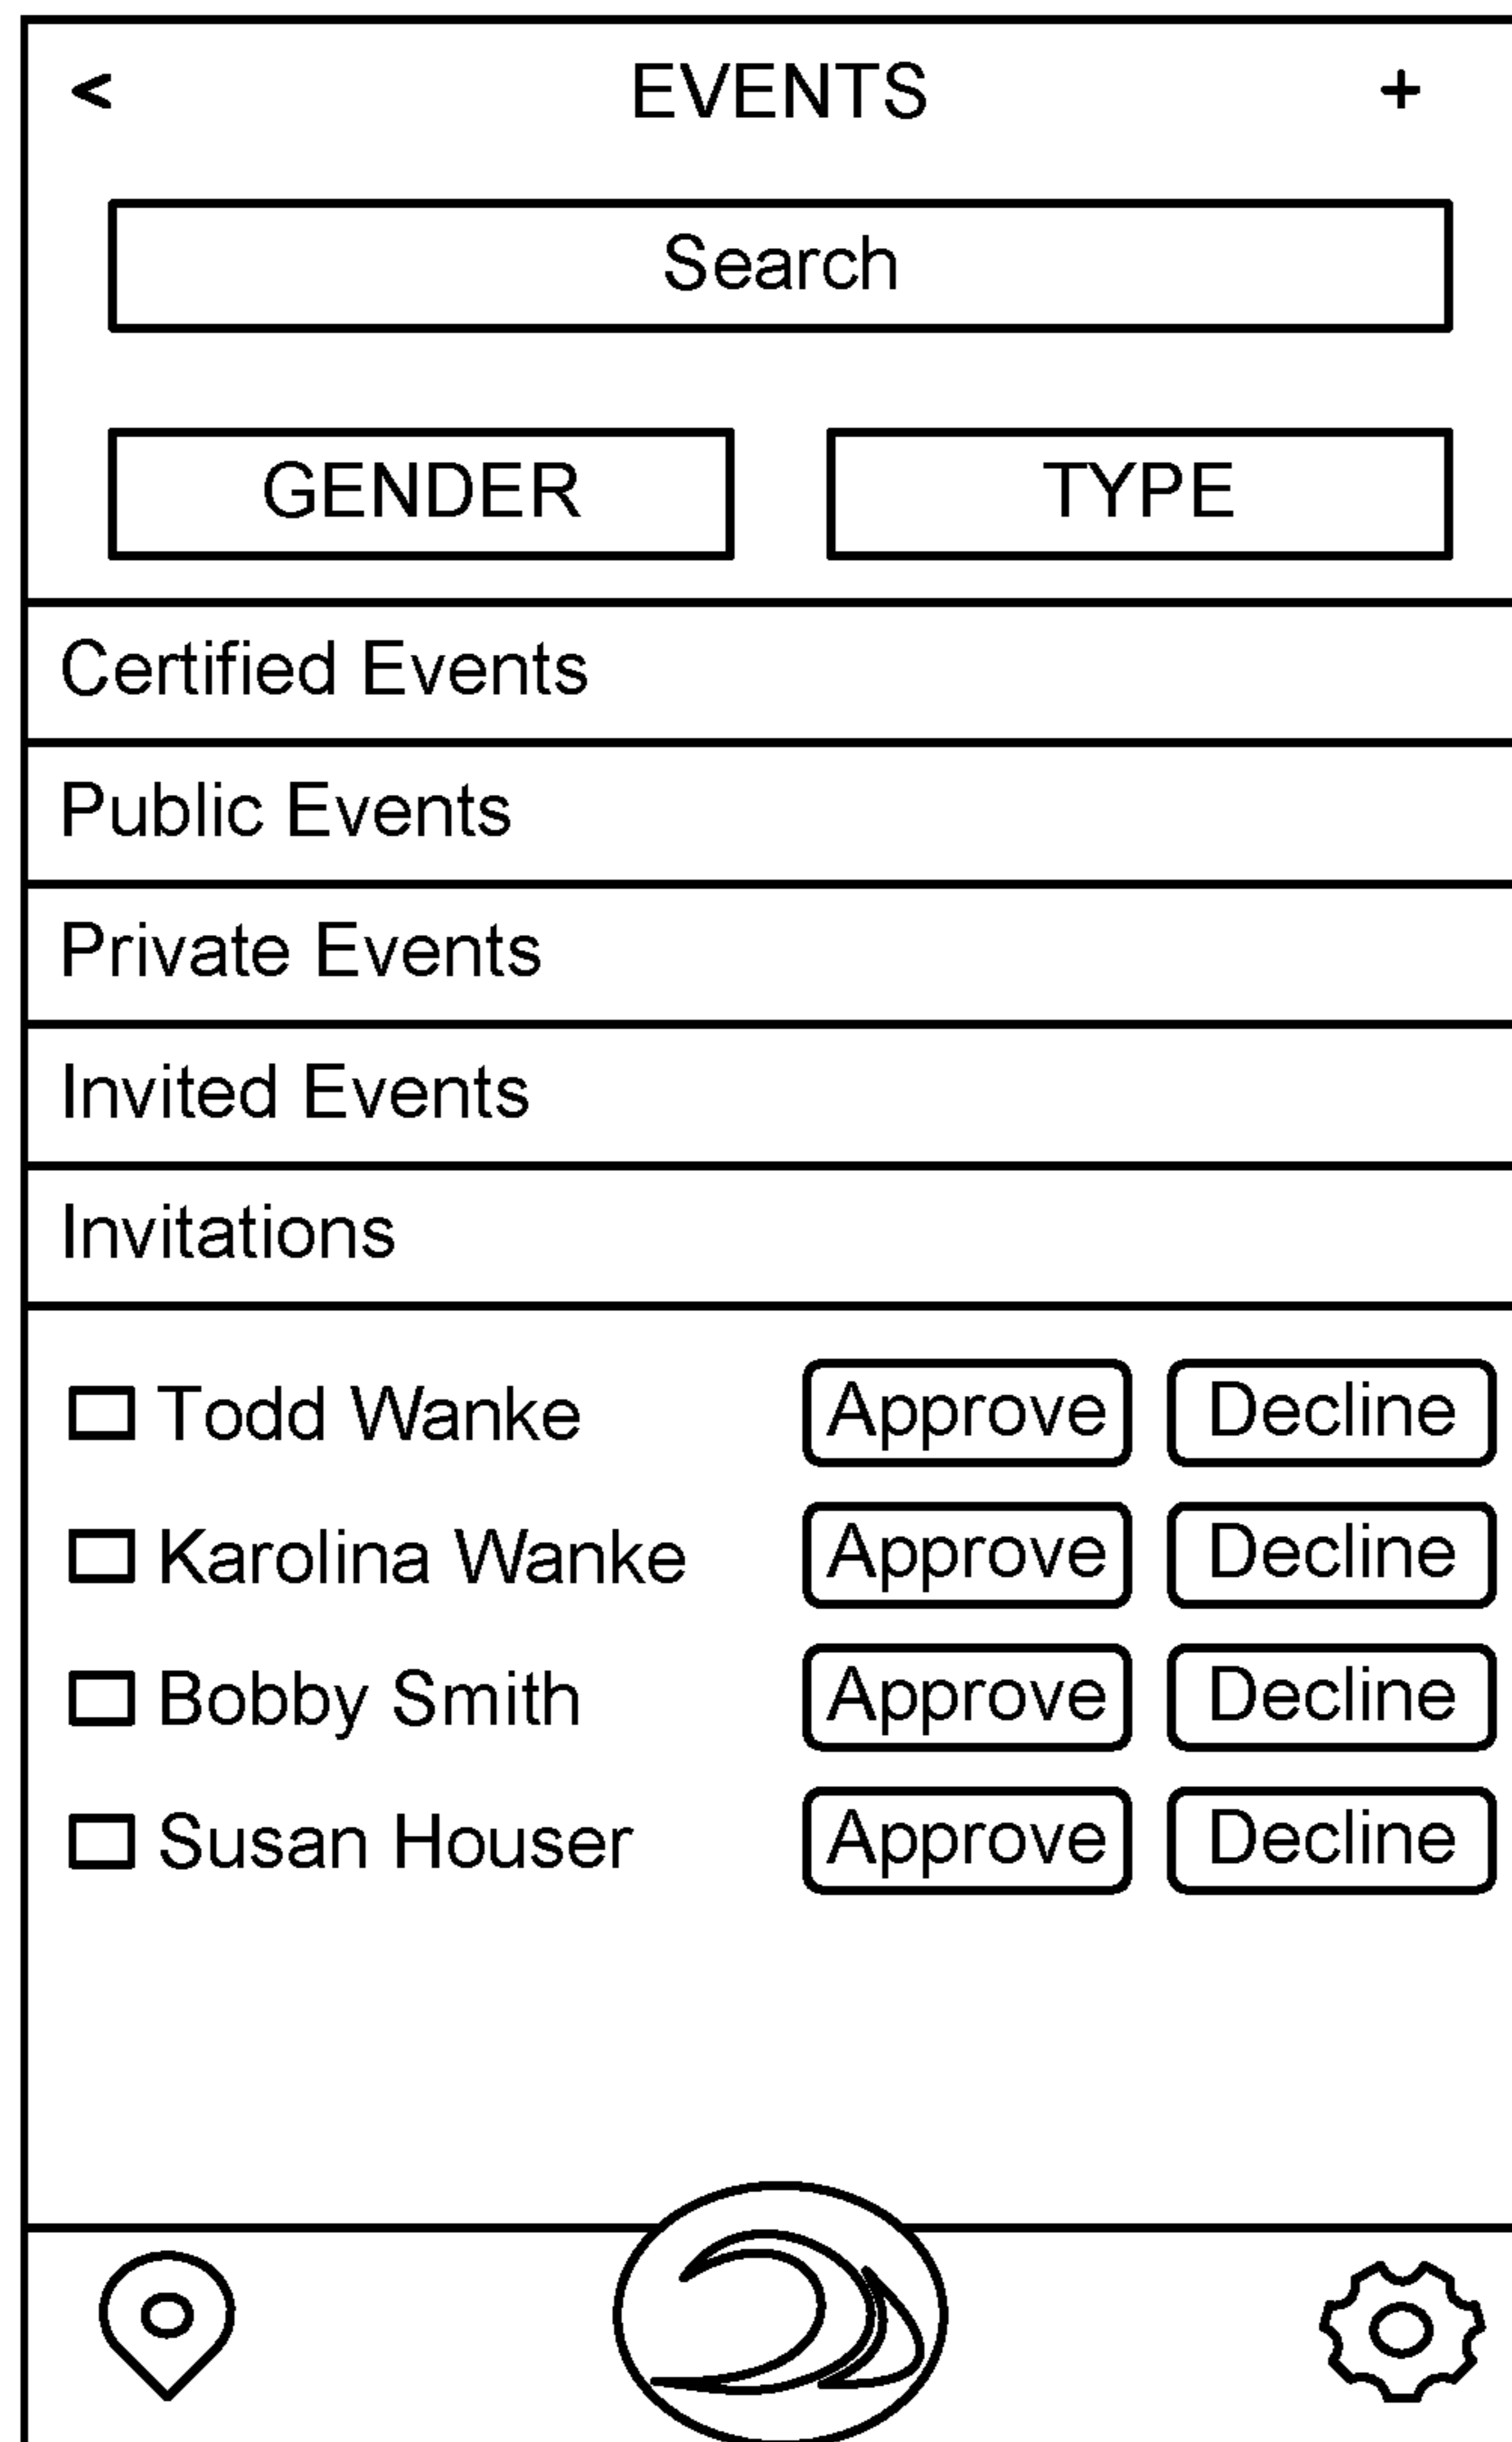 < EVENTS +
Search
GENDER TYPE
Certified Events
Public Events
Private Events
Invited Events
Invitations
Todd Wanke Approve Decline
Karolina Wanke Approve Decline
Bobby Smith Approve Decline
Susan Houser Approve Decline